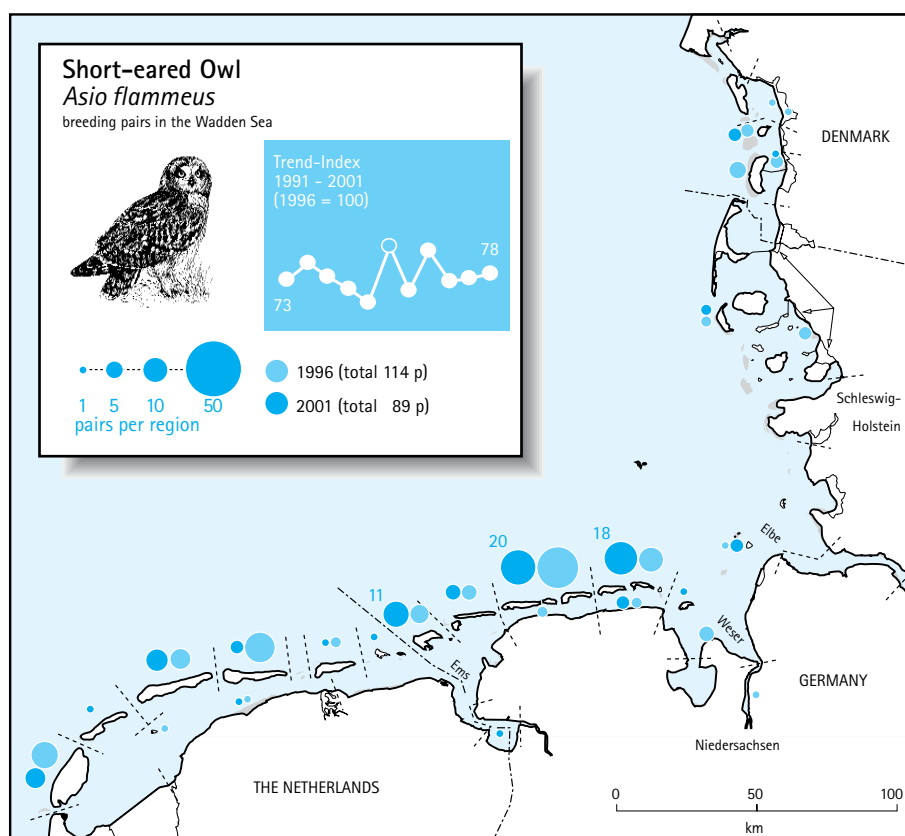 Short-eared Owl
Asio flammeus
breeding pairs in the Wadden Sea
Trend-Index
1991 - 2001
(1996 = 100)
73
78
1 5 10 50
pairs per region
1996 (total 114 p)
2001 (total 89 p)
DENMARK
Schleswig-
Holstein
Elbe
20
18
11
Weser
Ems
GERMANY
Niedersachsen
THE NETHERLANDS
0 50 100
km